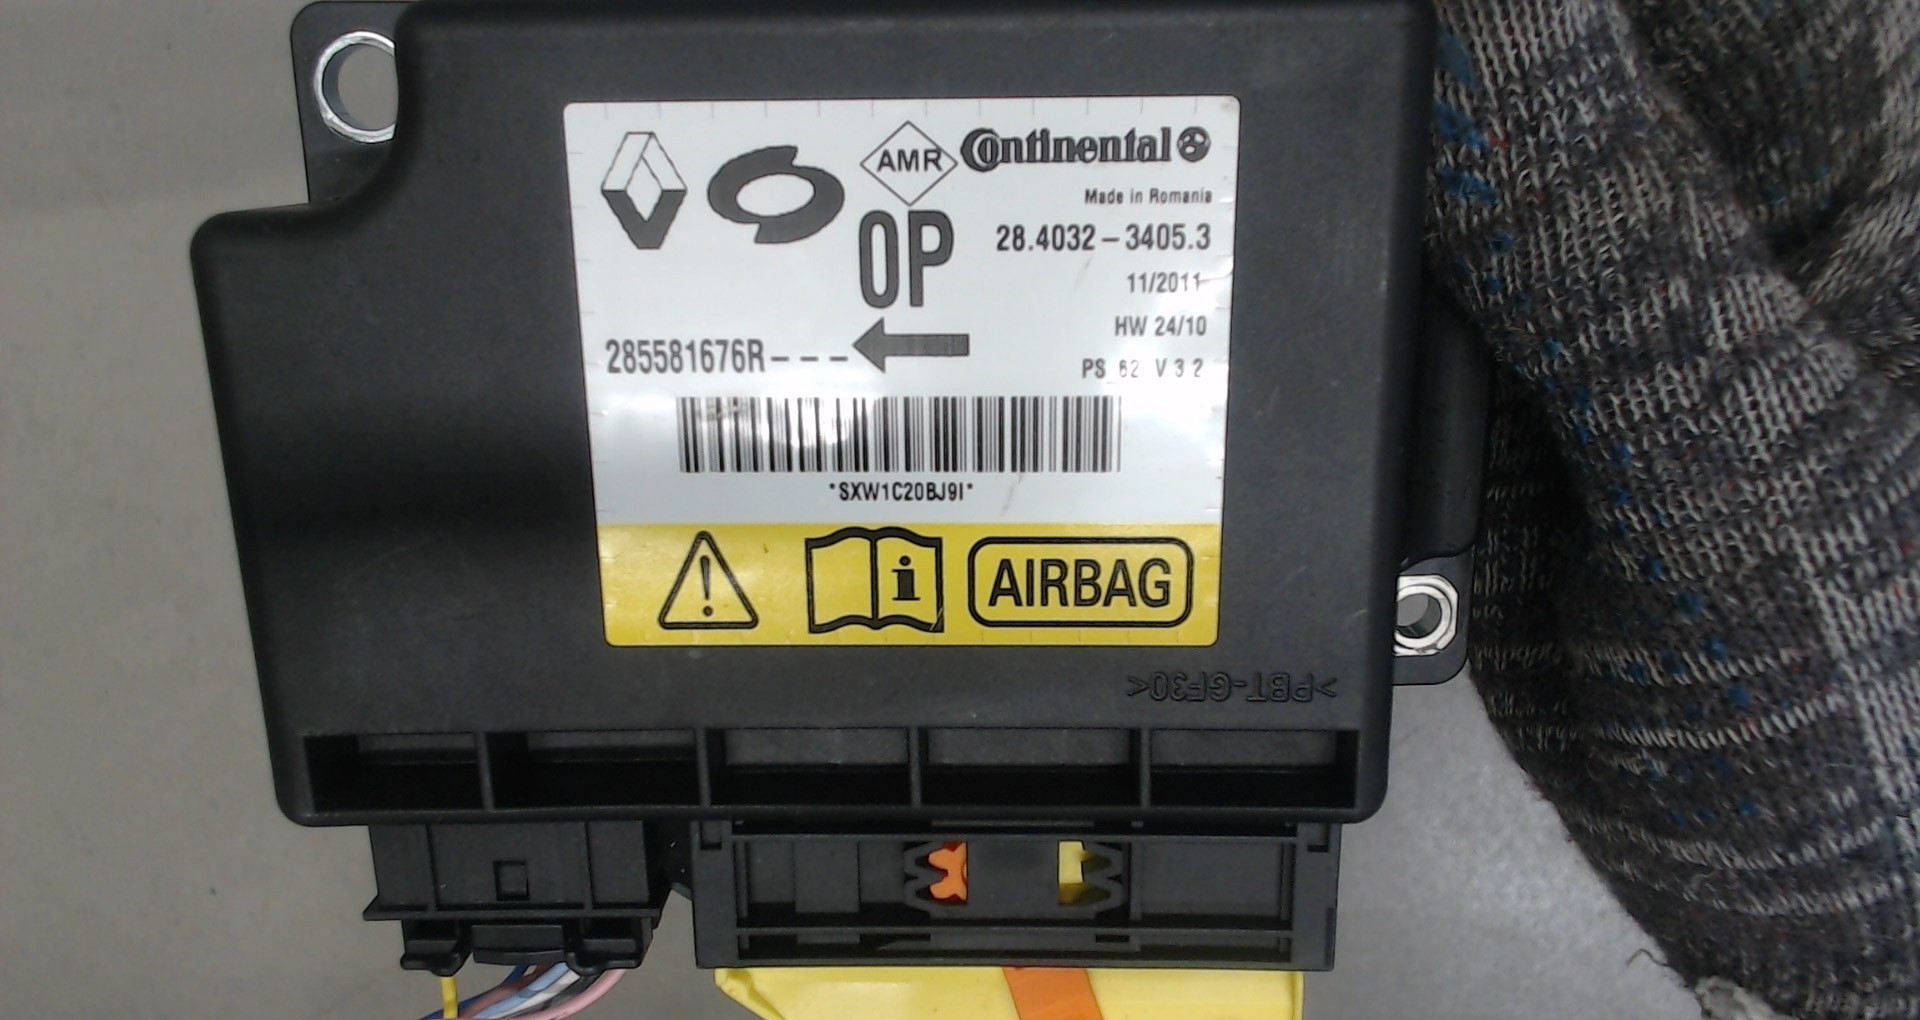 AMR
Continental
Made in Romania
OP
28.4032-3405.3
11/2011
HW 24/10
285581676R---
PS 62 V 3 2
*SXW1C20BJ9I*
AIRBAG
>PBT-GF30<